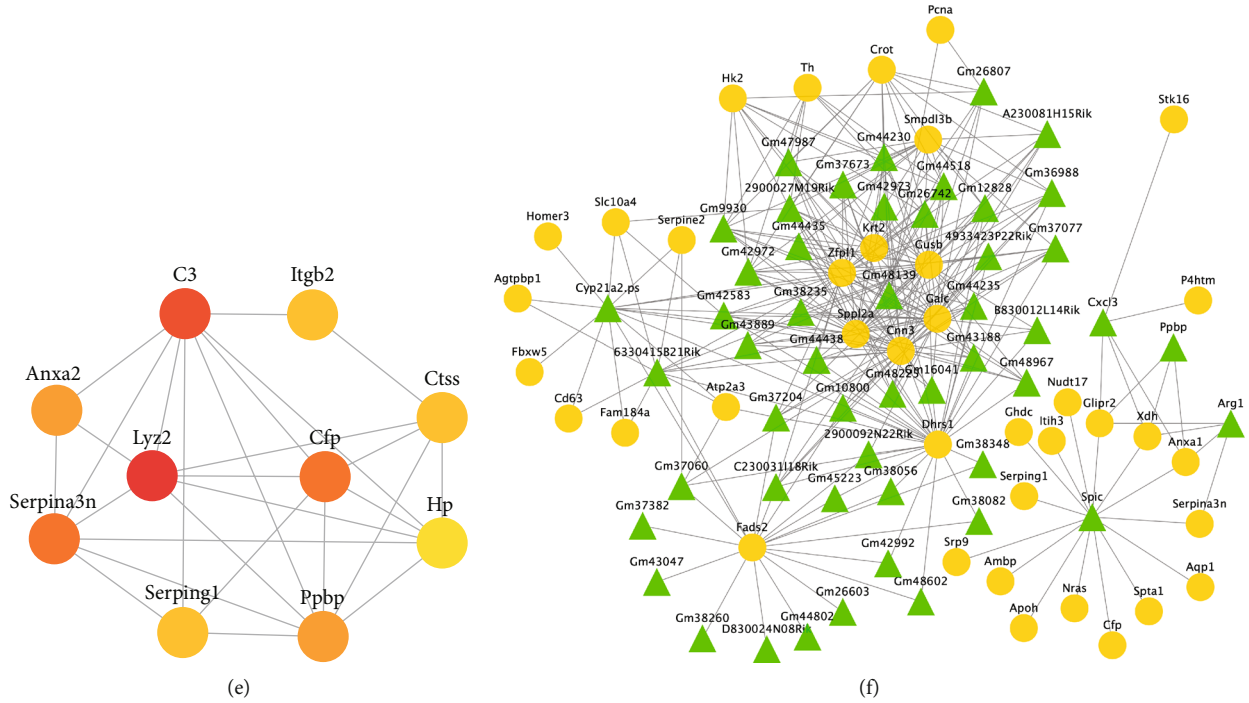 C3
Itgb2
Anxa2
Ctss
Lyz2
Cfp
Serpina3n
Hp
Serping1
Ppbp
(e)
Pcna
Crot
Th
Hk2
Gm26807
Stk16
Smpdl3b
A230081H15Rik
Gm44230
Gm47987
Gm37673
Gm44518
Gm36988
2900027M19Rik
Gm42973
Gm26742
Gm12828
Slc10a4
Gm9930
Homer3
Serpine2
Gm44435
Krt2
Gusb
4933423P22Rik
Gm37077
Zfpl1
Gm42972
Gm48139
Agtpbp1
Cyp21a2.ps
Gm42583
Gm38235
Galc
Gm44235
P4htm
Sppl2a
Cnn3
B830012L14Rik
Cxcl3
Gm43889
Gm44438
Gm43188
Ppbp
Fbxw5
6330415B21Rik
Gm48225
Gm16041
Gm48967
Cd63
Fam184a
Atp2a3
Gm37204
Gm10800
Nudt17
Glipr2
Xdh
Arg1
Ghdc
Itih3
Dhrs1
2900092N22Rik
Gm38348
Anxa1
Gm37060
C230031I18Rik
Gm45223
Gm38056
Serping1
Spic
Serpina3n
Gm37382
Fads2
Gm38082
Gm43047
Gm42992
Srp9
Ambp
Aqp1
Gm48602
Nras
Spta1
Gm26603
Apoh
Cfp
Gm38260
D830024N08Rik
Gm44802
(f)